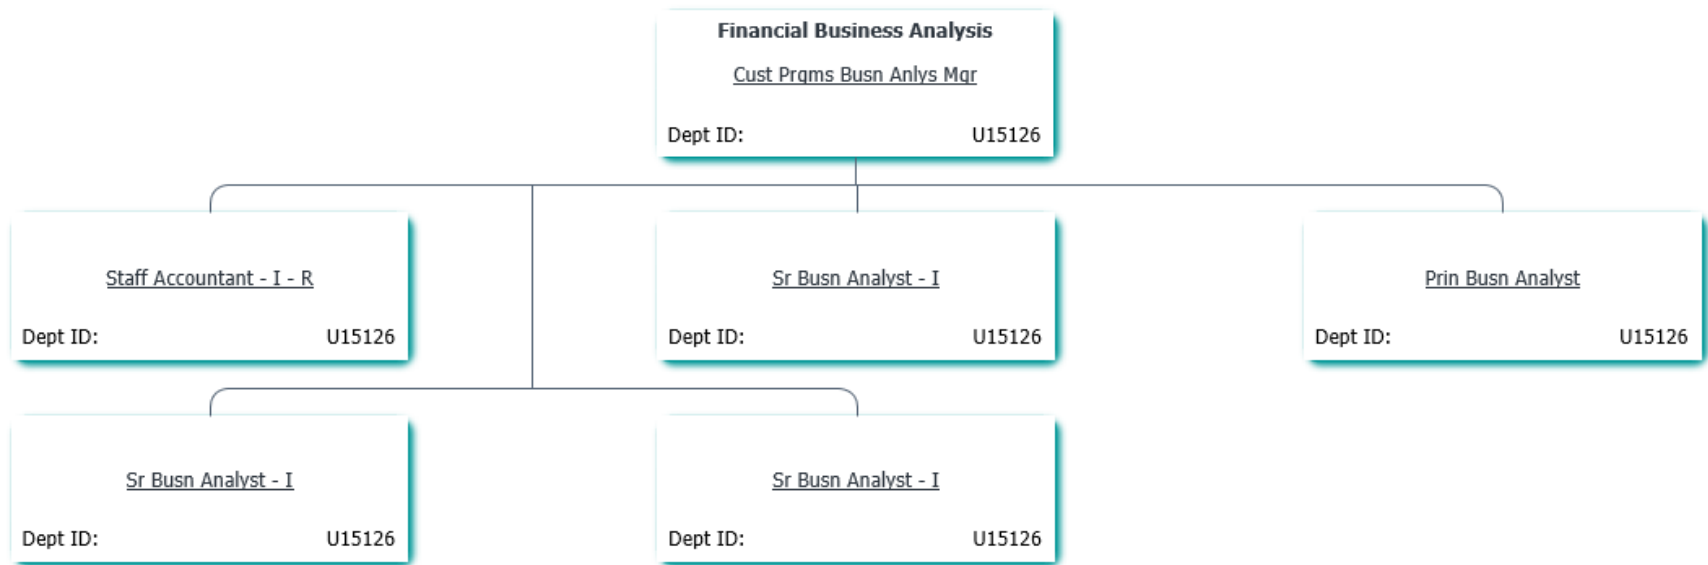 Financial Business Analysis
Cust Prgms Busn Anlys Mgr
Dept ID: U15126
Staff Accountant - I - R
Dept ID: U15126
Sr Busn Analyst - I
Dept ID: U15126
Prin Busn Analyst
Dept ID: U15126
Sr Busn Analyst - I
Dept ID: U15126
Sr Busn Analyst - I
Dept ID: U15126